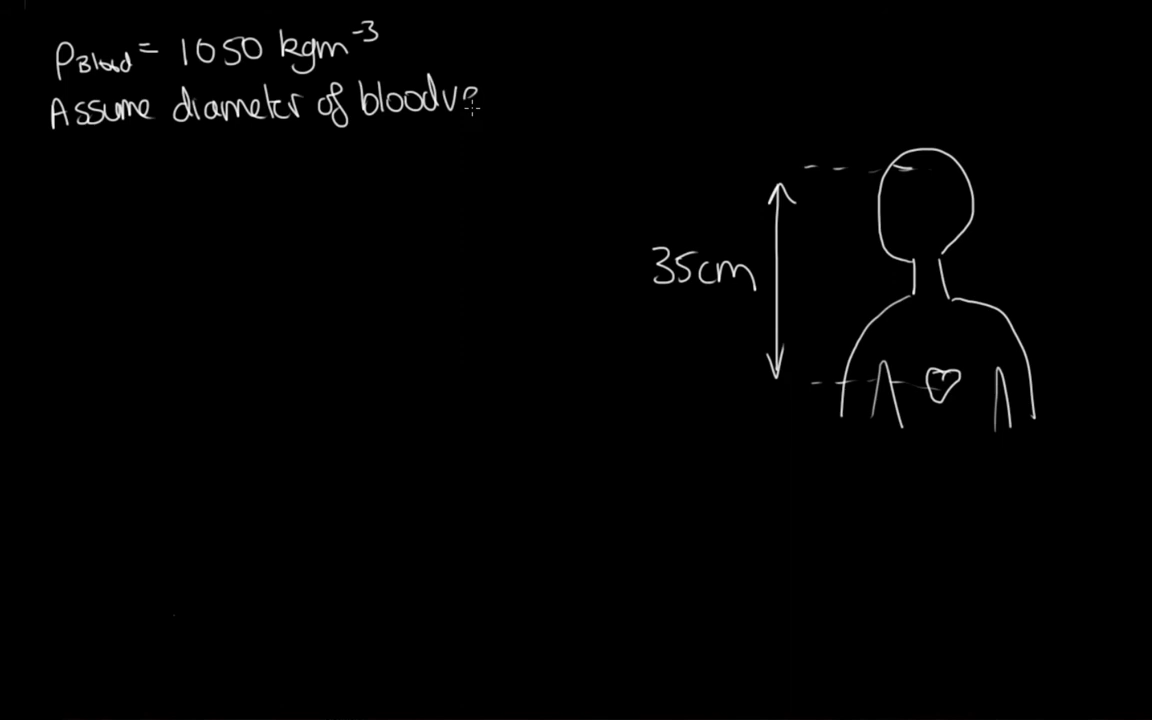 ρBlood = 1050 kgm⁻³
Assume diameter of bloodve
35cm